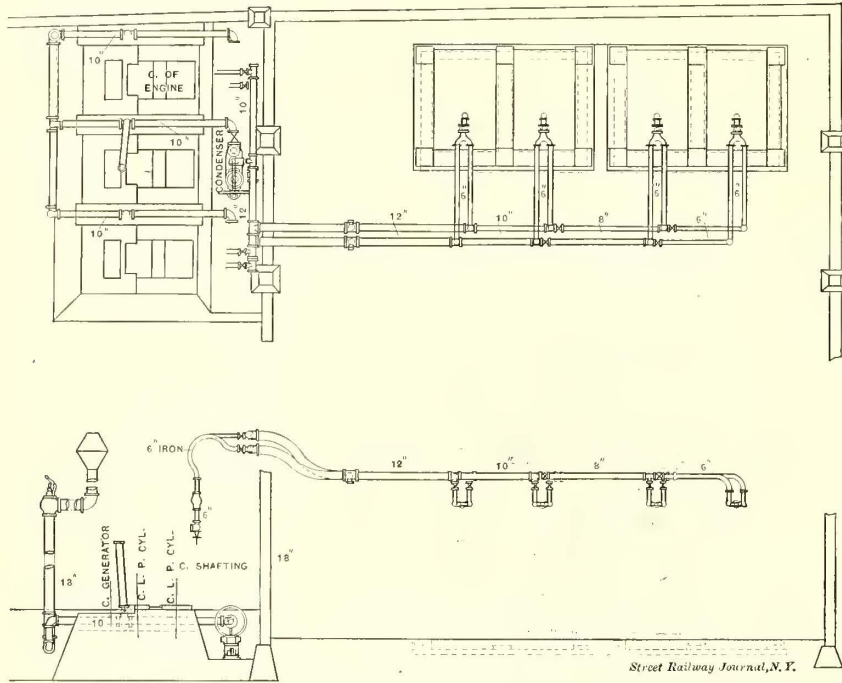 10"
C. OF
ENGINE
10"
10"
CONDENSER
12"
10"
12"
10"
8"
6"
6"
6"
6"
6"
6" IRON
6"
12"
10"
8"
6"
18"
C. GENERATOR
C. L. P. CYL.
C. L. P. CYL.
C. SHAFTING
10
18"
Street Railway Journal, N. Y.